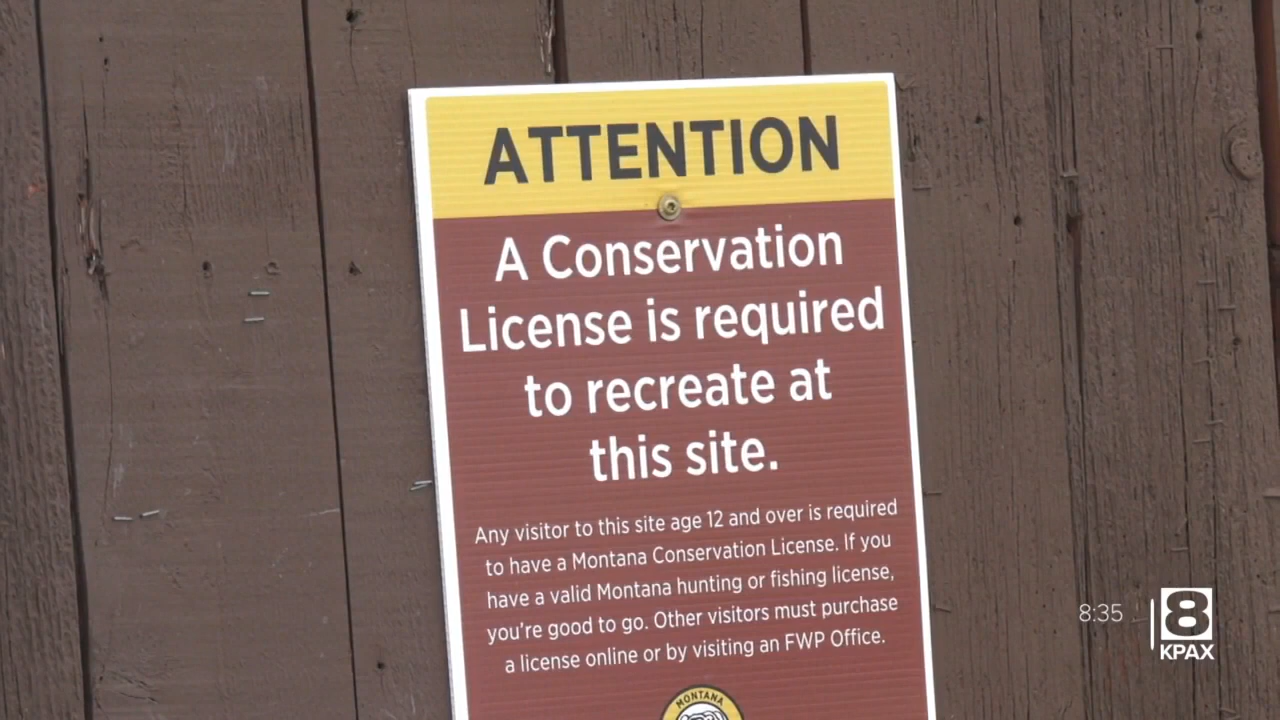 ATTENTION
A Conservation
License is required
to recreate at
this site.
Any visitor to this site age 12 and over is required
to have a Montana Conservation License. If you
have a valid Montana hunting or fishing license,
you're good to go. Other visitors must purchase
a license online or by visiting an FWP Office.
MONTANA
8:35
8
KPAX